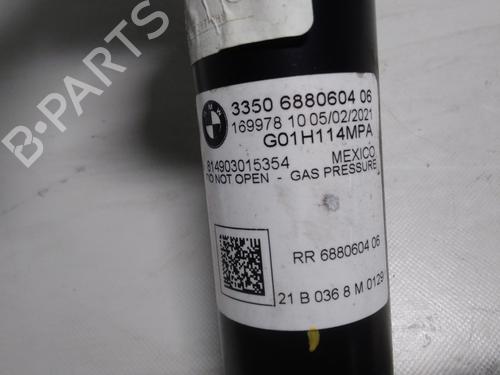 B-PARTS
BMW
3350 6880604 06
169978 10 05/02/2021
G01H114MPA
814903015354 MEXICO
DO NOT OPEN - GAS PRESSURE
RR 6880604 06
21 B 036 8 M 0129